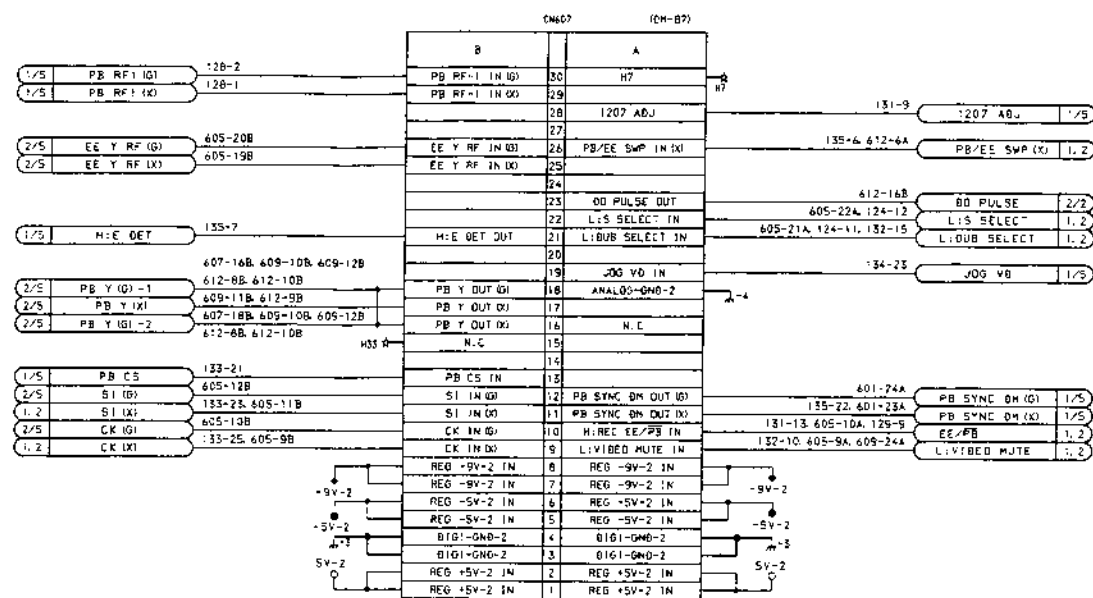 CN607 (DM-87)
B A
1/5 PB RF1 (G) 128-2 PB RF-1 IN (G) 30 H7 H7
1/5 PB RF1 (X) 128-1 PB RF-1 IN (X) 29
28 1207 ADJ 131-9 1207 ADJ 1/5
27
2/5 EE Y RF (G) 605-20B EE Y RF IN (G) 26 PB/EE SWP IN (X) 135-6, 612-6A PB/EE SWP (X) 1, 2
2/5 EE Y RF (X) 605-19B EE Y RF IN (X) 25
24
23 DO PULSE OUT 612-16B DO PULSE 2/2
22 L:S SELECT IN 605-22A, 124-12 L:S SELECT 1, 2
1/5 H:E DET 135-7 H:E DET OUT 21 L:DUB SELECT IN 605-21A, 124-11, 132-15 L:DUB SELECT 1, 2
20
607-16B, 609-10B, 609-12B 19 JOG VD IN 134-23 JOG VD 1/5
612-8B, 612-10B
2/5 PB Y (G)-1 PB Y OUT (G) 18 ANALOG-GND-2 -4
609-11B, 612-9B
2/5 PB Y (X) PB Y OUT (X) 17
607-18B, 609-10B, 609-12B
2/5 PB Y (G)-2 PB Y OUT (X) 16 N.C
612-8B, 612-10B
H33 N.C 15
14
1/5 PB CS 133-21 PB CS IN 13
2/5 SI (G) 605-12B SI IN (G) 12 PB SYNC DM OUT (G) 601-24A PB SYNC DM (G) 1/5
1, 2 SI (X) 133-23, 605-11B SI IN (X) 11 PB SYNC DM OUT (X) 135-22, 601-23A PB SYNC DM (X) 1/5
2/5 CK (G) 605-10B CK IN (G) 10 H:REC EE/PB IN 131-13, 605-10A, 129-9 EE/PB 1, 2
1, 2 CK (X) 133-25, 605-9B CK IN (X) 9 L:VIDEO MUTE IN 132-10, 605-9A, 609-24A L:VIDEO MUTE 1, 2
REG -9V-2 IN 8 REG -9V-2 IN
-9V-2 REG -9V-2 IN 7 REG -9V-2 IN -9V-2
REG -5V-2 IN 6 REG -5V-2 IN
-5V-2 REG -5V-2 IN 5 REG -5V-2 IN -5V-2
-3 DIGI-GND-2 4 DIGI-GND-2 -3
DIGI-GND-2 3 DIGI-GND-2
5V-2 REG +5V-2 IN 2 REG +5V-2 IN 5V-2
REG +5V-2 IN 1 REG +5V-2 IN